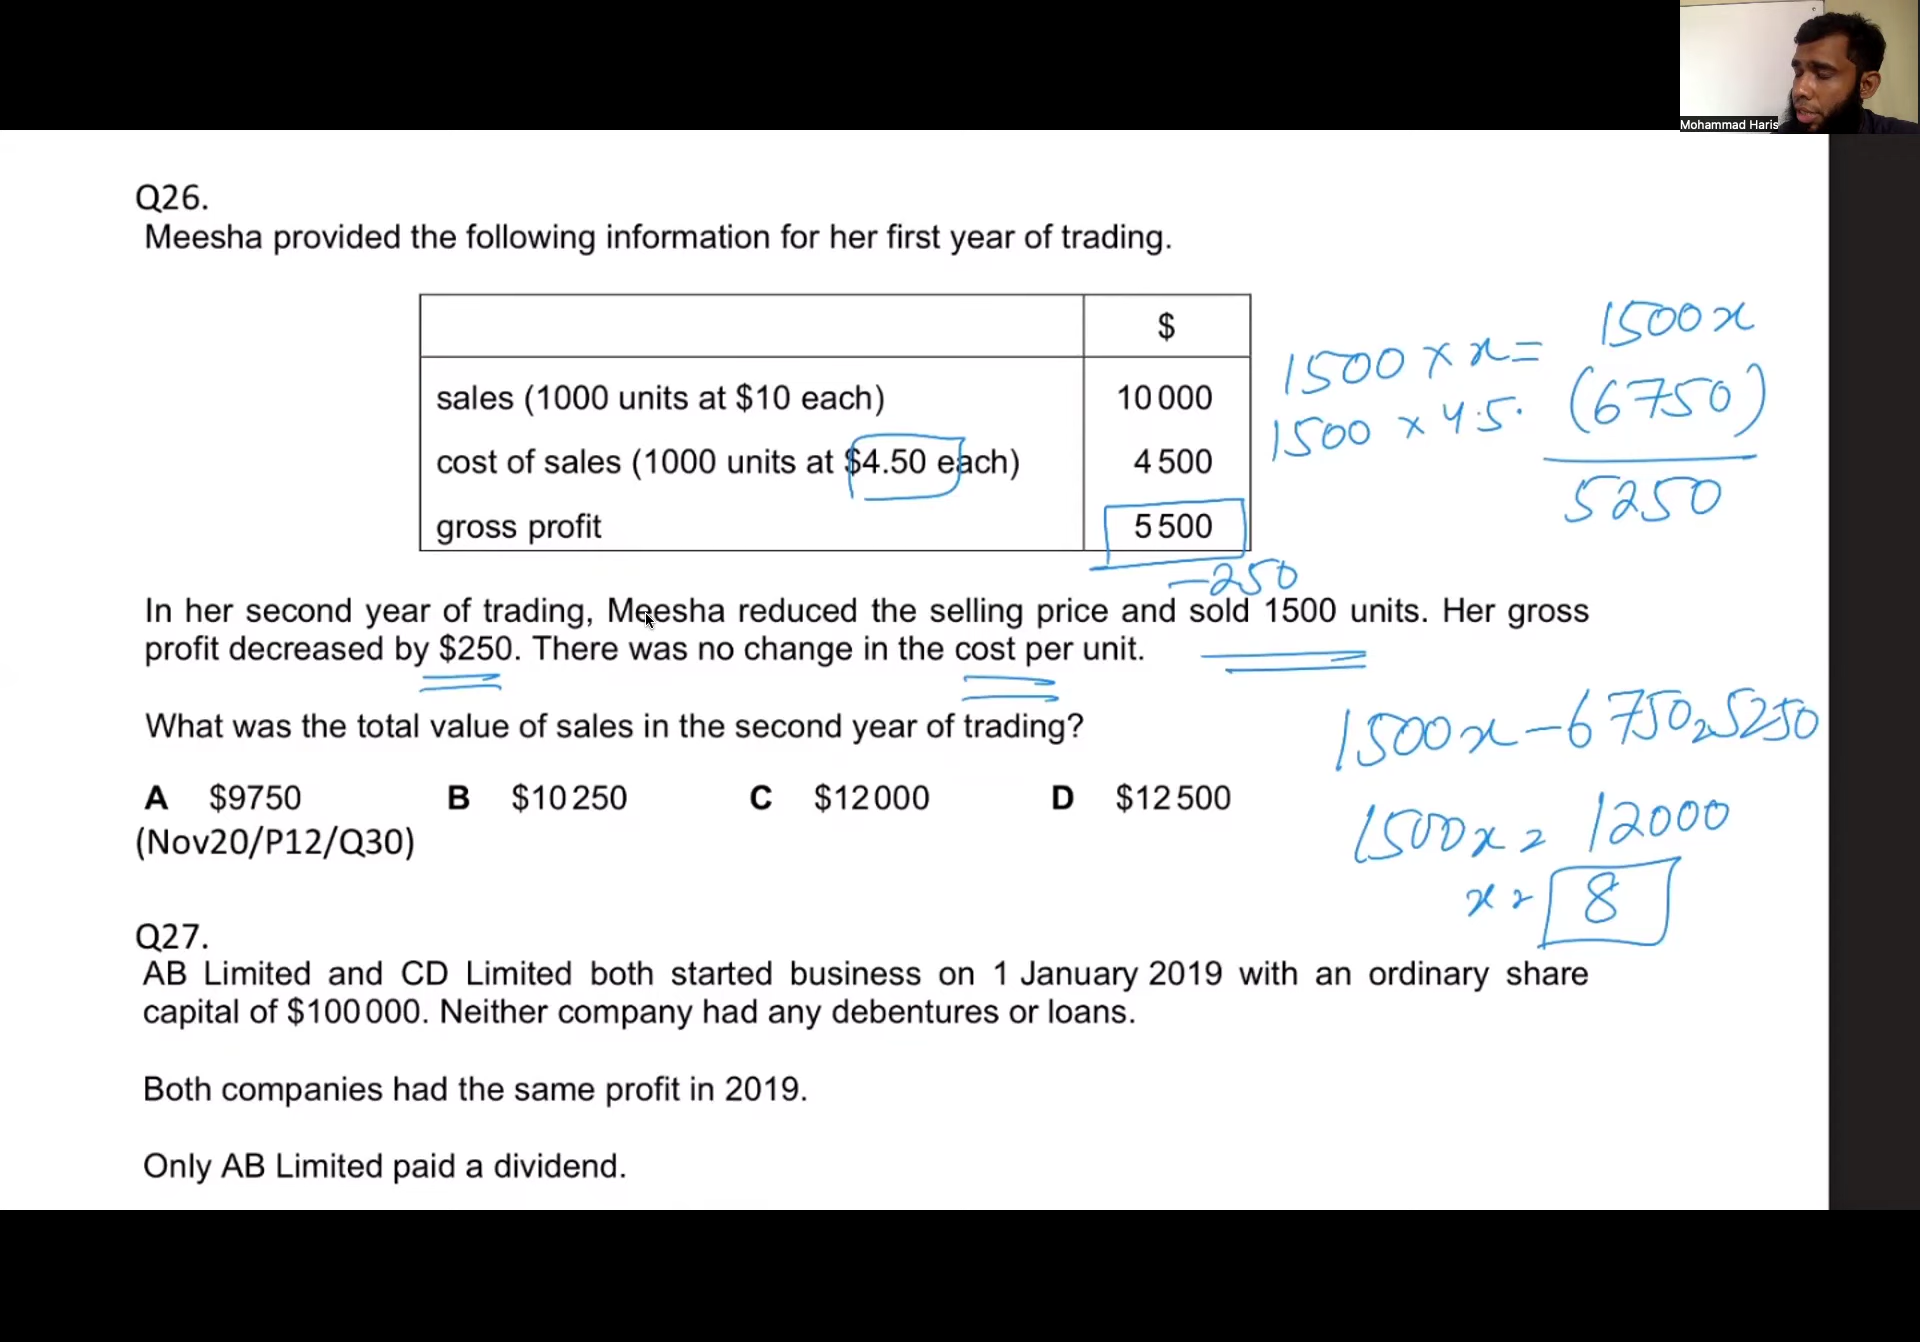 Mohammad Haris
Q26.
Meesha provided the following information for her first year of trading.
$
sales (1000 units at $10 each) 10 000
cost of sales (1000 units at $4.50 each) 4 500
gross profit 5 500
-250
1500 x x = 1500x
1500 x 4.5. (6750)
5250
In her second year of trading, Meesha reduced the selling price and sold 1500 units. Her gross
profit decreased by $250. There was no change in the cost per unit.
What was the total value of sales in the second year of trading?
A $9750 B $10 250 C $12 000 D $12 500
(Nov20/P12/Q30)
1500x - 6750 = 5250
1500x = 12000
x = 8
Q27.
AB Limited and CD Limited both started business on 1 January 2019 with an ordinary share
capital of $100 000. Neither company had any debentures or loans.
Both companies had the same profit in 2019.
Only AB Limited paid a dividend.